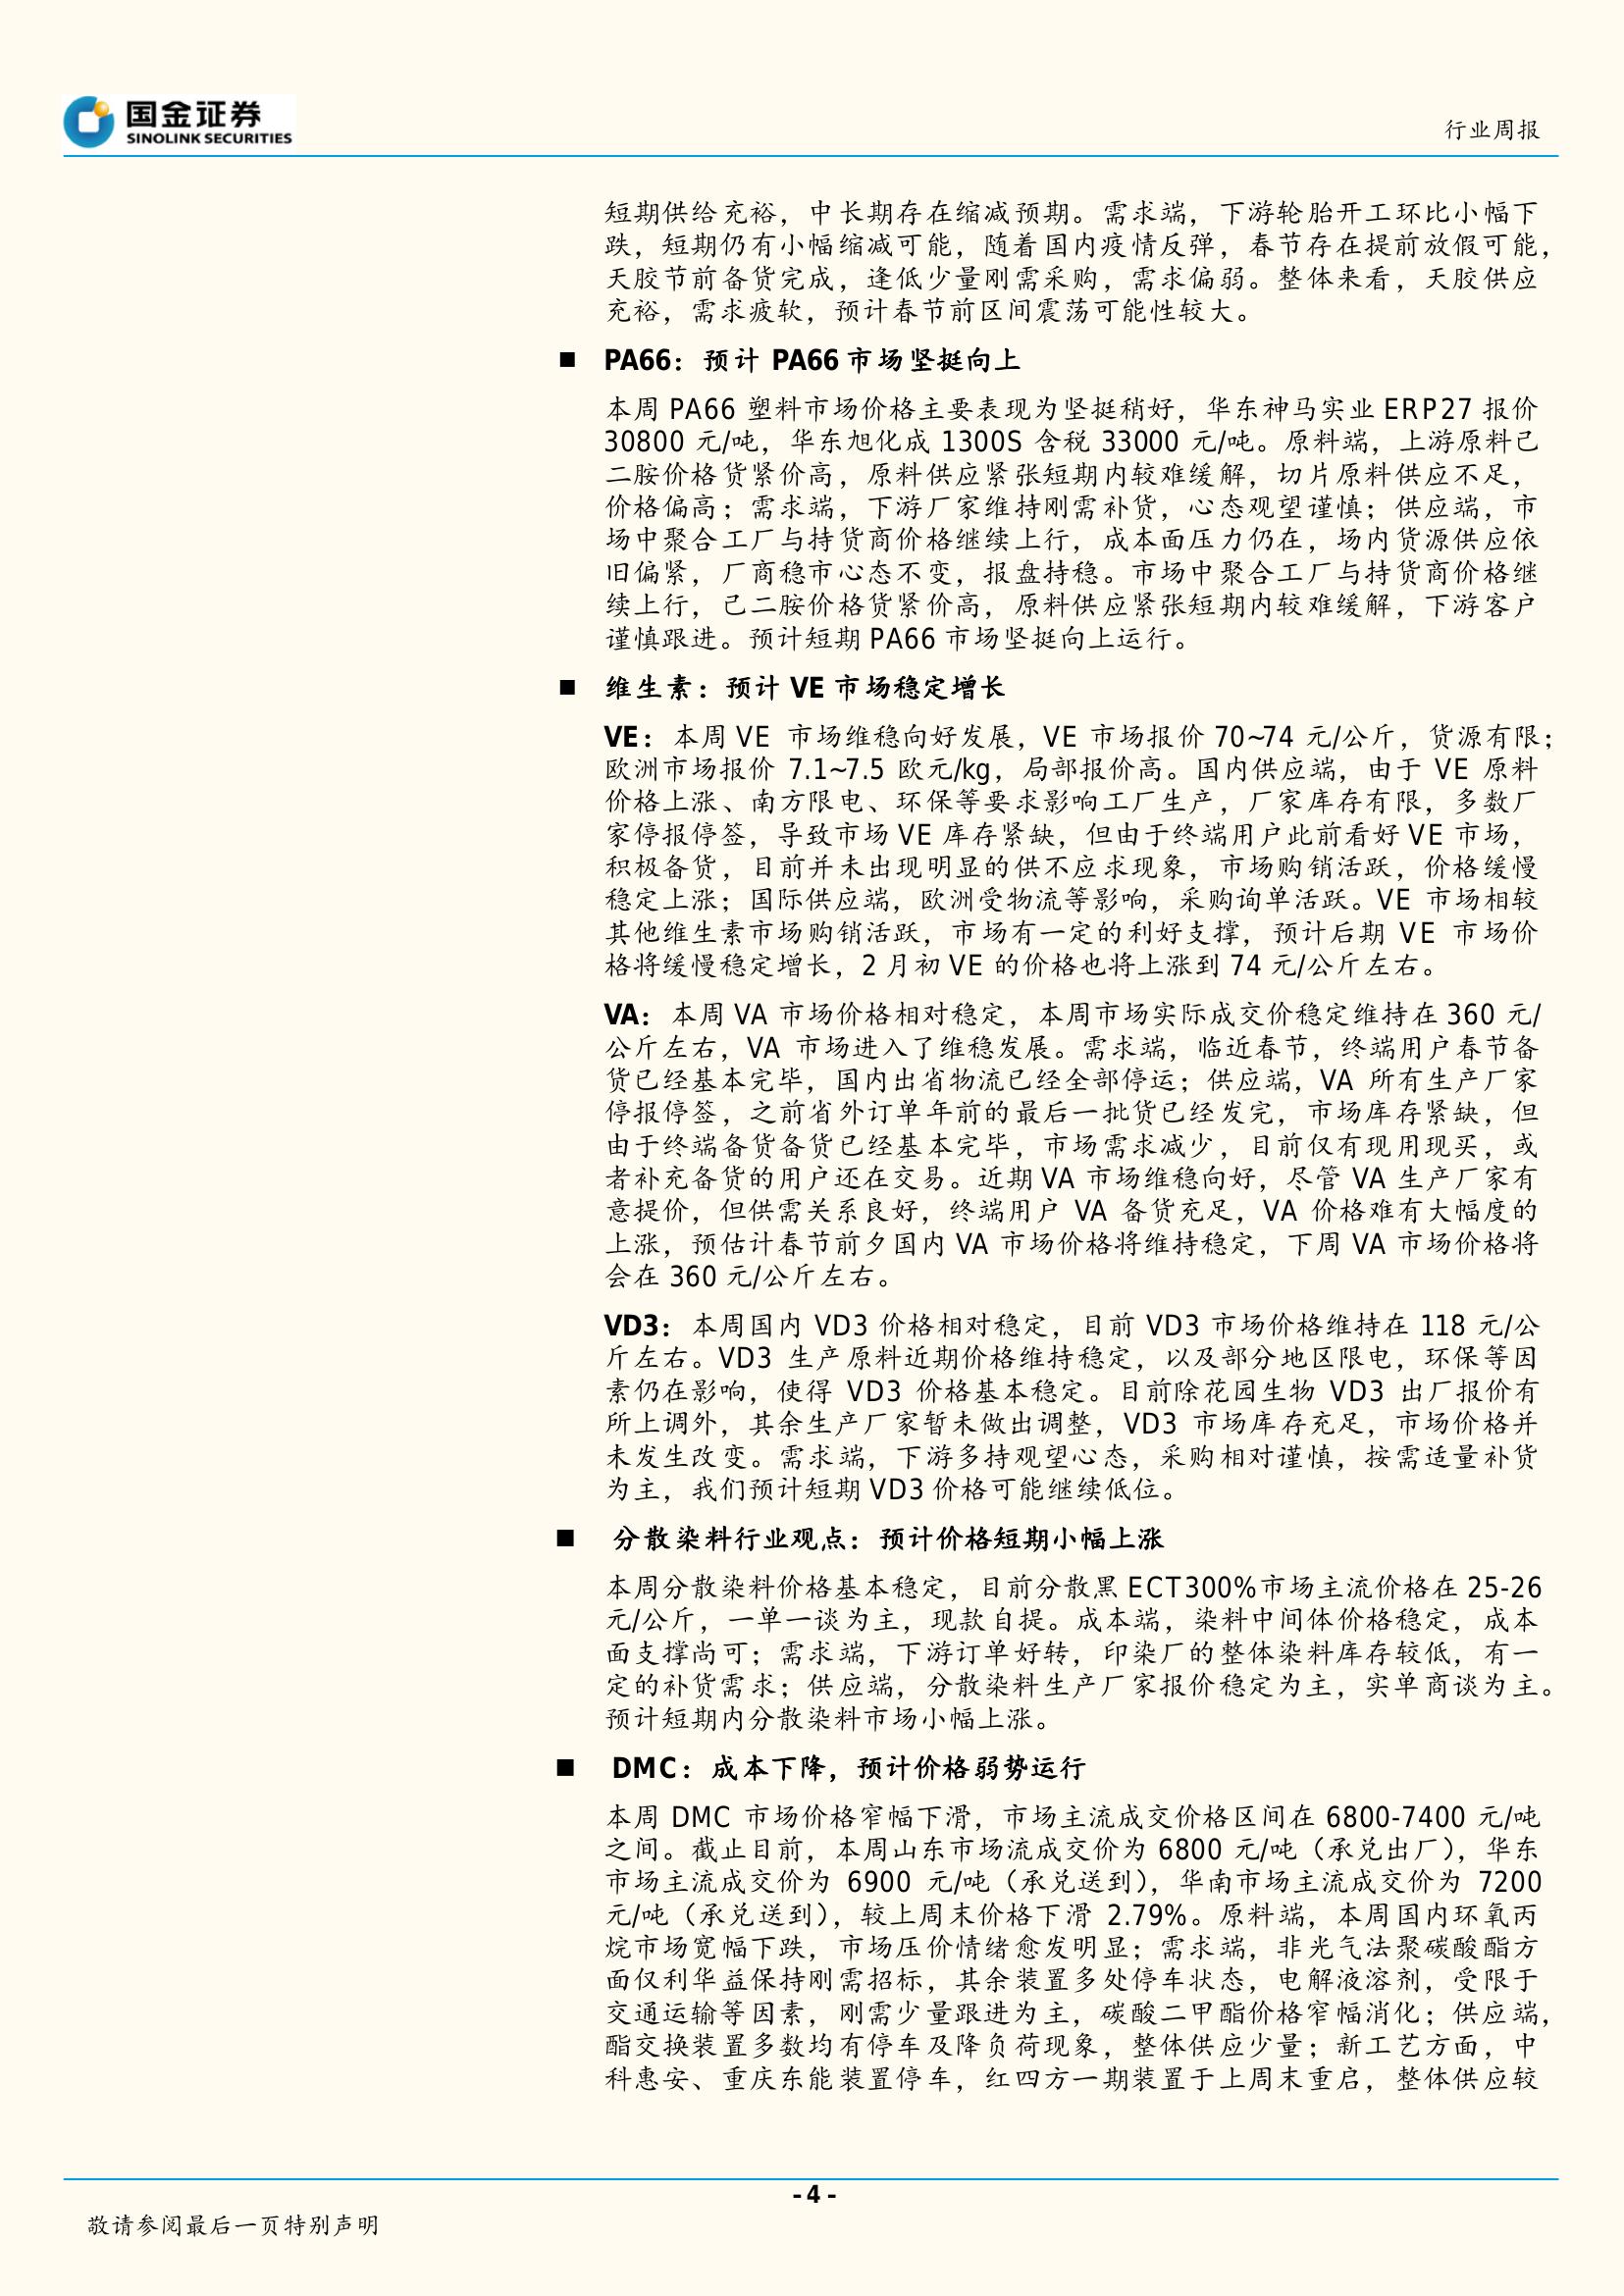 国金证券
SINOLINK SECURITIES
行业周报
短期供给充裕，中长期存在缩减预期。需求端，下游轮胎开工环比小幅下
跌，短期仍有小幅缩减可能，随着国内疫情反弹，春节存在提前放假可能，
天胶节前备货完成，逢低少量刚需采购，需求偏弱。整体来看，天胶供应
充裕，需求疲软，预计春节前区间震荡可能性较大。
■ PA66：预计 PA66 市场坚挺向上
本周 PA66 塑料市场价格主要表现为坚挺稍好，华东神马实业 ERP27 报价
30800 元/吨，华东旭化成 1300S 含税 33000 元/吨。原料端，上游原料己
二胺价格货紧价高，原料供应紧张短期内较难缓解，切片原料供应不足，
价格偏高；需求端，下游厂家维持刚需补货，心态观望谨慎；供应端，市
场中聚合工厂与持货商价格继续上行，成本面压力仍在，场内货源供应依
旧偏紧，厂商稳市心态不变，报盘持稳。市场中聚合工厂与持货商价格继
续上行，己二胺价格货紧价高，原料供应紧张短期内较难缓解，下游客户
谨慎跟进。预计短期 PA66 市场坚挺向上运行。
■ 维生素：预计 VE 市场稳定增长
VE：本周 VE 市场维稳向好发展，VE 市场报价 70~74 元/公斤，货源有限；
欧洲市场报价 7.1~7.5 欧元/kg，局部报价高。国内供应端，由于 VE 原料
价格上涨、南方限电、环保等要求影响工厂生产，厂家库存有限，多数厂
家停报停签，导致市场 VE 库存紧缺，但由于终端用户此前看好 VE 市场，
积极备货，目前并未出现明显的供不应求现象，市场购销活跃，价格缓慢
稳定上涨；国际供应端，欧洲受物流等影响，采购询单活跃。VE 市场相较
其他维生素市场购销活跃，市场有一定的利好支撑，预计后期 VE 市场价
格将缓慢稳定增长，2 月初 VE 的价格也将上涨到 74 元/公斤左右。
VA：本周 VA 市场价格相对稳定，本周市场实际成交价稳定维持在 360 元/
公斤左右，VA 市场进入了维稳发展。需求端，临近春节，终端用户春节备
货已经基本完毕，国内出省物流已经全部停运；供应端，VA 所有生产厂家
停报停签，之前省外订单年前的最后一批货已经发完，市场库存紧缺，但
由于终端备货备货已经基本完毕，市场需求减少，目前仅有现用现买，或
者补充备货的用户还在交易。近期 VA 市场维稳向好，尽管 VA 生产厂家有
意提价，但供需关系良好，终端用户 VA 备货充足，VA 价格难有大幅度的
上涨，预估计春节前夕国内 VA 市场价格将维持稳定，下周 VA 市场价格将
会在 360 元/公斤左右。
VD3：本周国内 VD3 价格相对稳定，目前 VD3 市场价格维持在 118 元/公
斤左右。VD3 生产原料近期价格维持稳定，以及部分地区限电，环保等因
素仍在影响，使得 VD3 价格基本稳定。目前除花园生物 VD3 出厂报价有
所上调外，其余生产厂家暂未做出调整，VD3 市场库存充足，市场价格并
未发生改变。需求端，下游多持观望心态，采购相对谨慎，按需适量补货
为主，我们预计短期 VD3 价格可能继续低位。
■ 分散染料行业观点：预计价格短期小幅上涨
本周分散染料价格基本稳定，目前分散黑 ECT300%市场主流价格在 25-26
元/公斤，一单一谈为主，现款自提。成本端，染料中间体价格稳定，成本
面支撑尚可；需求端，下游订单好转，印染厂的整体染料库存较低，有一
定的补货需求；供应端，分散染料生产厂家报价稳定为主，实单商谈为主。
预计短期内分散染料市场小幅上涨。
■ DMC：成本下降，预计价格弱势运行
本周 DMC 市场价格窄幅下滑，市场主流成交价格区间在 6800-7400 元/吨
之间。截止目前，本周山东市场流成交价为 6800 元/吨（承兑出厂），华东
市场主流成交价为 6900 元/吨（承兑送到），华南市场主流成交价为 7200
元/吨（承兑送到），较上周末价格下滑 2.79%。原料端，本周国内环氧丙
烷市场宽幅下跌，市场压价情绪愈发明显；需求端，非光气法聚碳酸酯方
面仅利华益保持刚需招标，其余装置多处停车状态，电解液溶剂，受限于
交通运输等因素，刚需少量跟进为主，碳酸二甲酯价格窄幅消化；供应端，
酯交换装置多数均有停车及降负荷现象，整体供应少量；新工艺方面，中
科惠安、重庆东能装置停车，红四方一期装置于上周末重启，整体供应较
- 4 -
敬请参阅最后一页特别声明